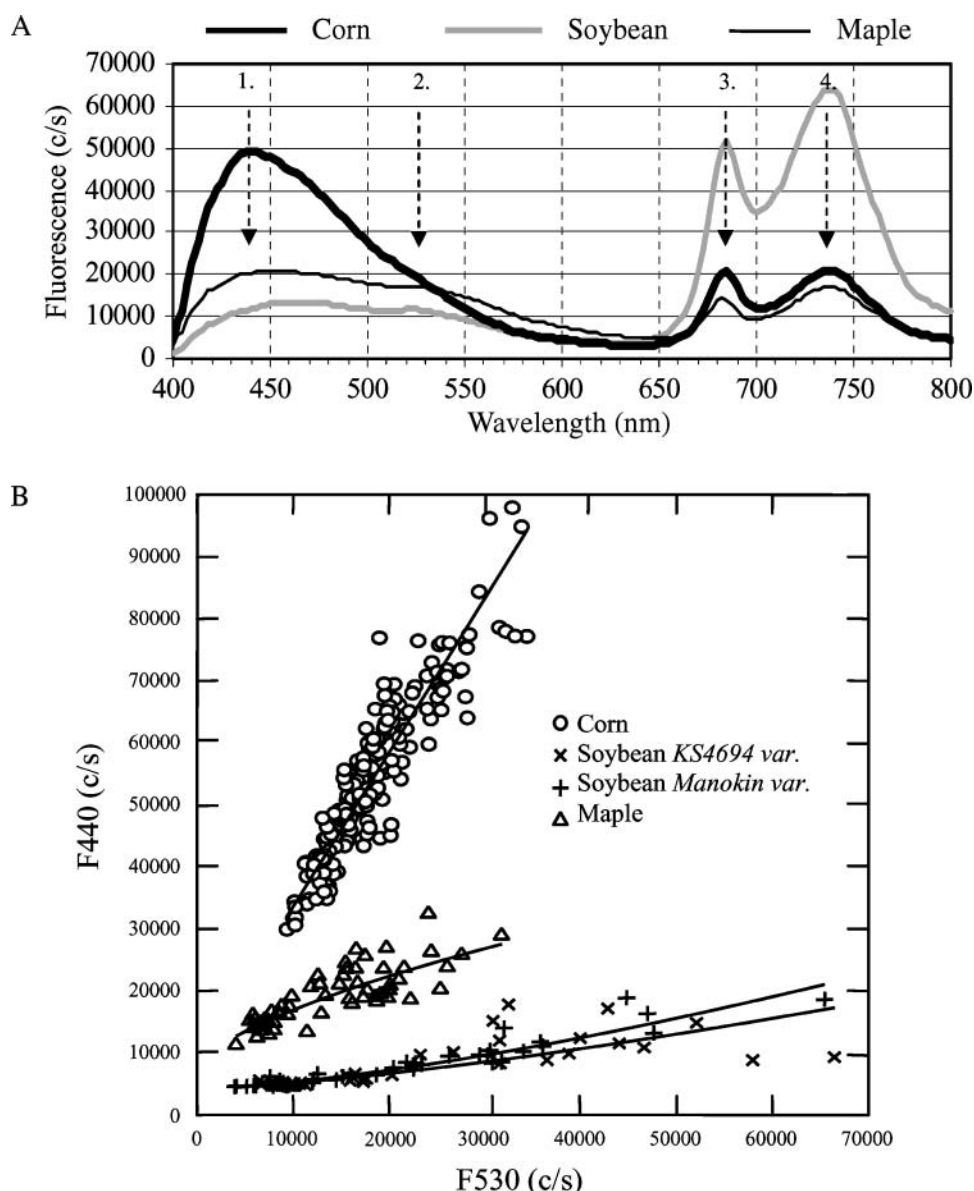 A
Corn Soybean Maple
70000
60000
50000
40000
30000
20000
10000
0
Fluorescence (c/s)
1. 2. 3. 4.
400 450 500 550 600 650 700 750 800
Wavelength (nm)
B
100000
90000
80000
70000
60000
50000
40000
30000
20000
10000
0
F440 (c/s)
Corn
Soybean KS4694 var.
Soybean Manokin var.
Maple
0 10000 20000 30000 40000 50000 60000 70000
F530 (c/s)